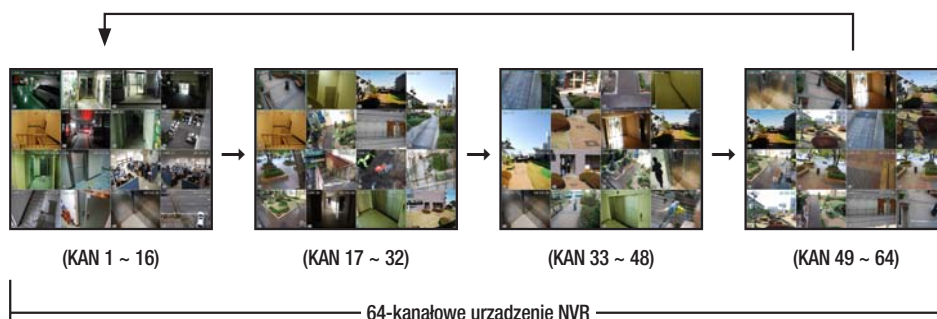 (KAN 1 ~ 16)
(KAN 17 ~ 32)
(KAN 33 ~ 48)
(KAN 49 ~ 64)
64-kanałowe urządzenie NVR